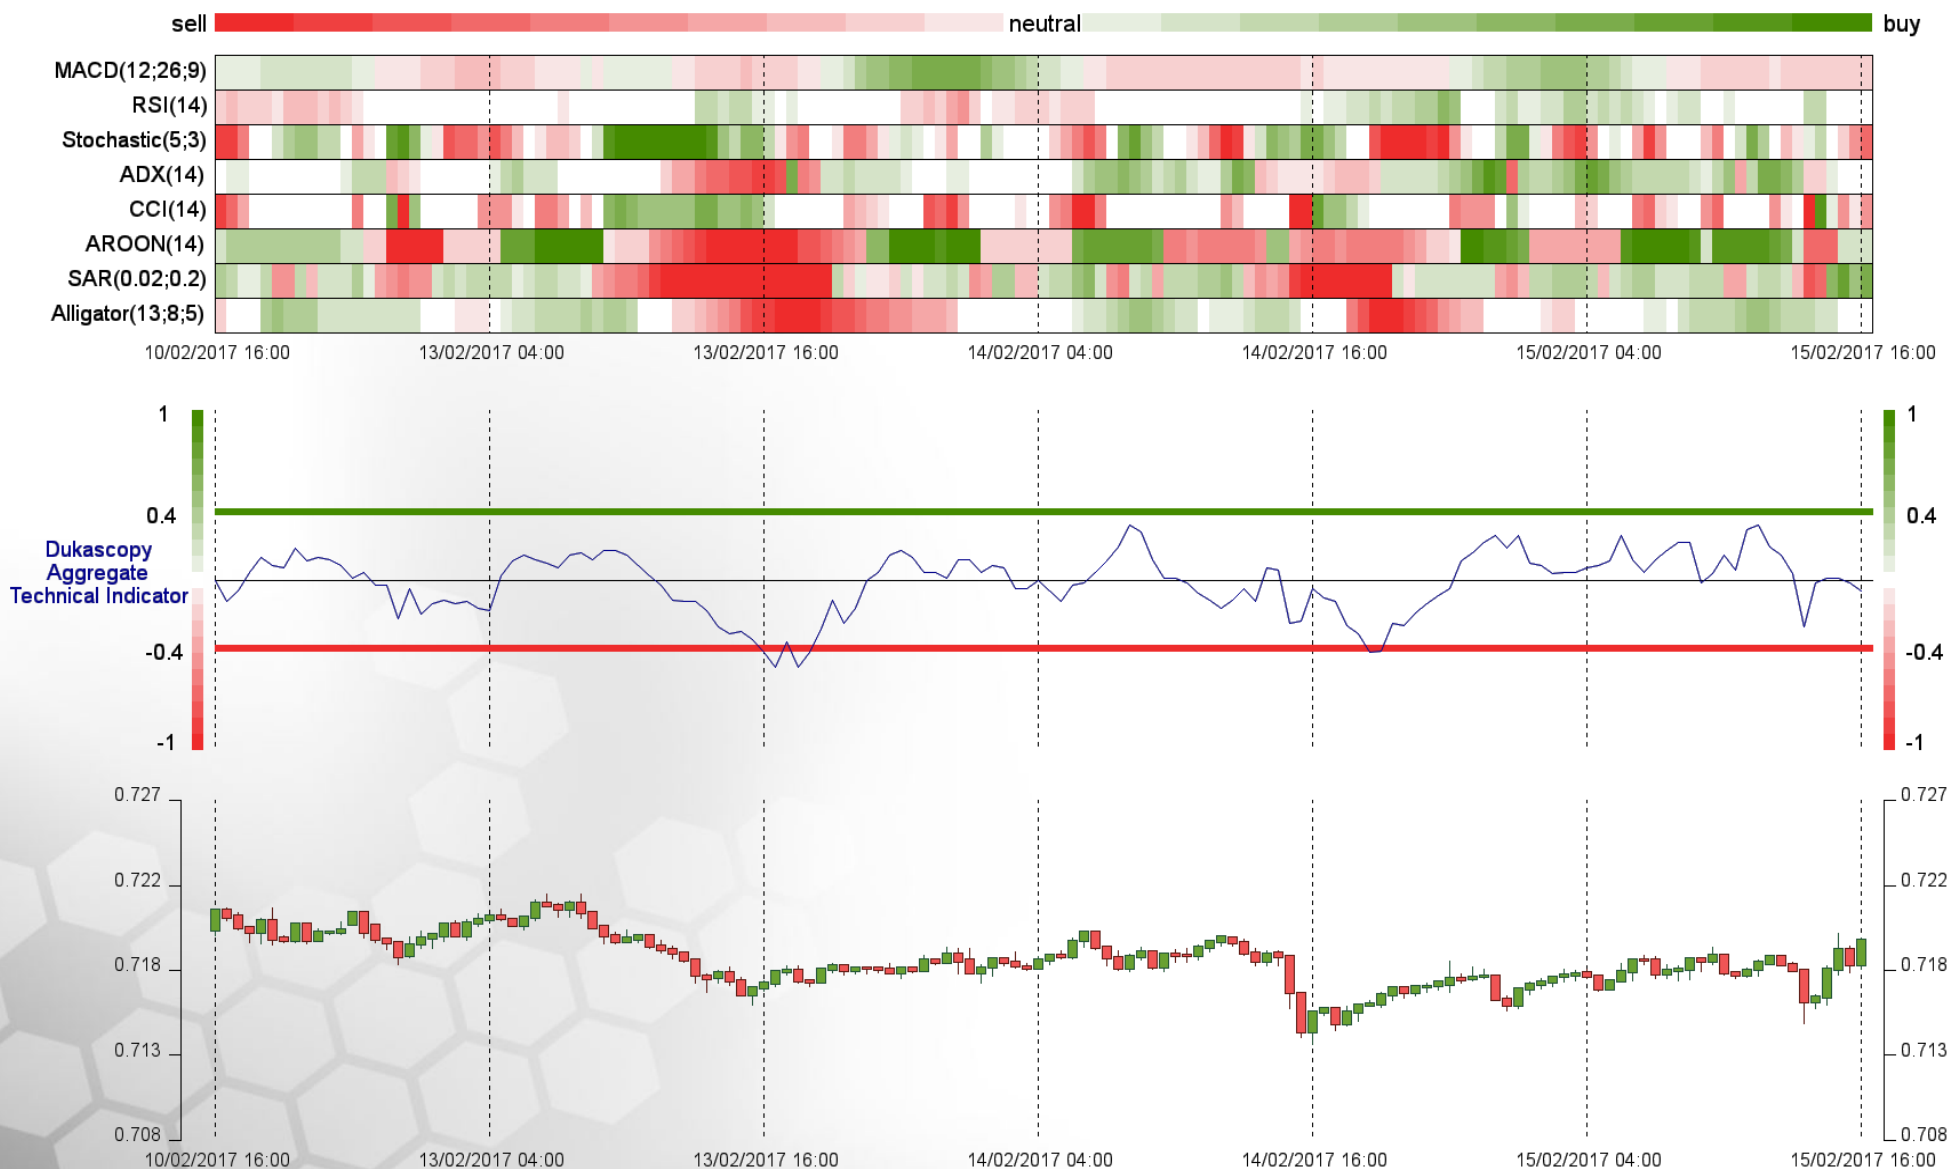 sell neutral buy
MACD(12;26;9)
RSI(14)
Stochastic(5;3)
ADX(14)
CCI(14)
AROON(14)
SAR(0.02;0.2)
Alligator(13;8;5)
10/02/2017 16:00 13/02/2017 04:00 13/02/2017 16:00 14/02/2017 04:00 14/02/2017 16:00 15/02/2017 04:00 15/02/2017 16:00
1 1
0.4 0.4
Dukascopy
Aggregate
Technical Indicator
-0.4 -0.4
-1 -1
0.727 0.727
0.722 0.722
0.718 0.718
0.713 0.713
0.708 0.708
10/02/2017 16:00 13/02/2017 04:00 13/02/2017 16:00 14/02/2017 04:00 14/02/2017 16:00 15/02/2017 04:00 15/02/2017 16:00